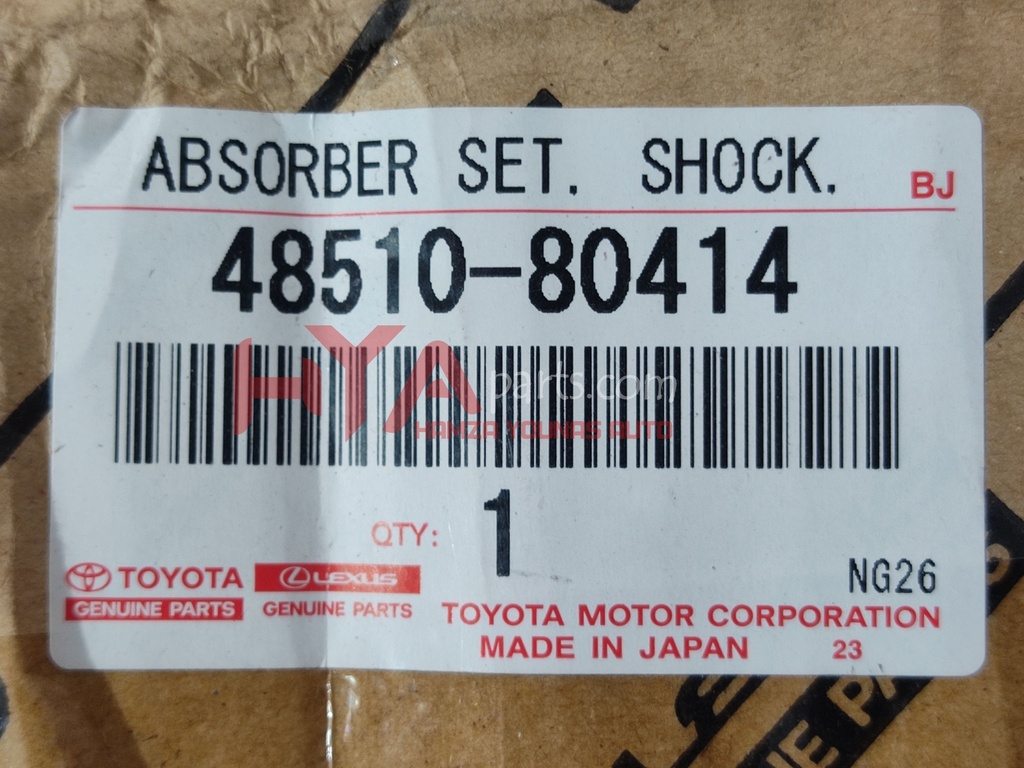 ABSORBER SET. SHOCK.
BJ
48510-80414
HYA parts.com
HAMZA YOUNAS AUTO
QTY: 1
NG26
TOYOTA
GENUINE PARTS
LEXUS
GENUINE PARTS
TOYOTA MOTOR CORPORATION
MADE IN JAPAN 23